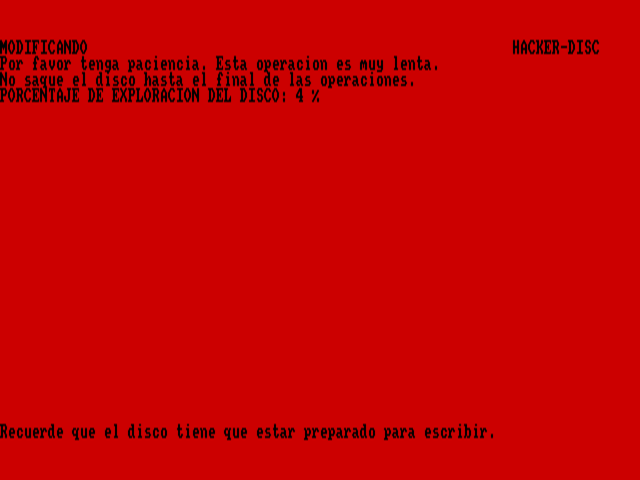 MODIFICANDO HACKER-DISC
Por favor tenga paciencia. Esta operacion es muy lenta.
No saque el disco hasta el final de las operaciones.
PORCENTAJE DE EXPLORACION DEL DISCO: 4 %
Recuerde que el disco tiene que estar preparado para escribir.